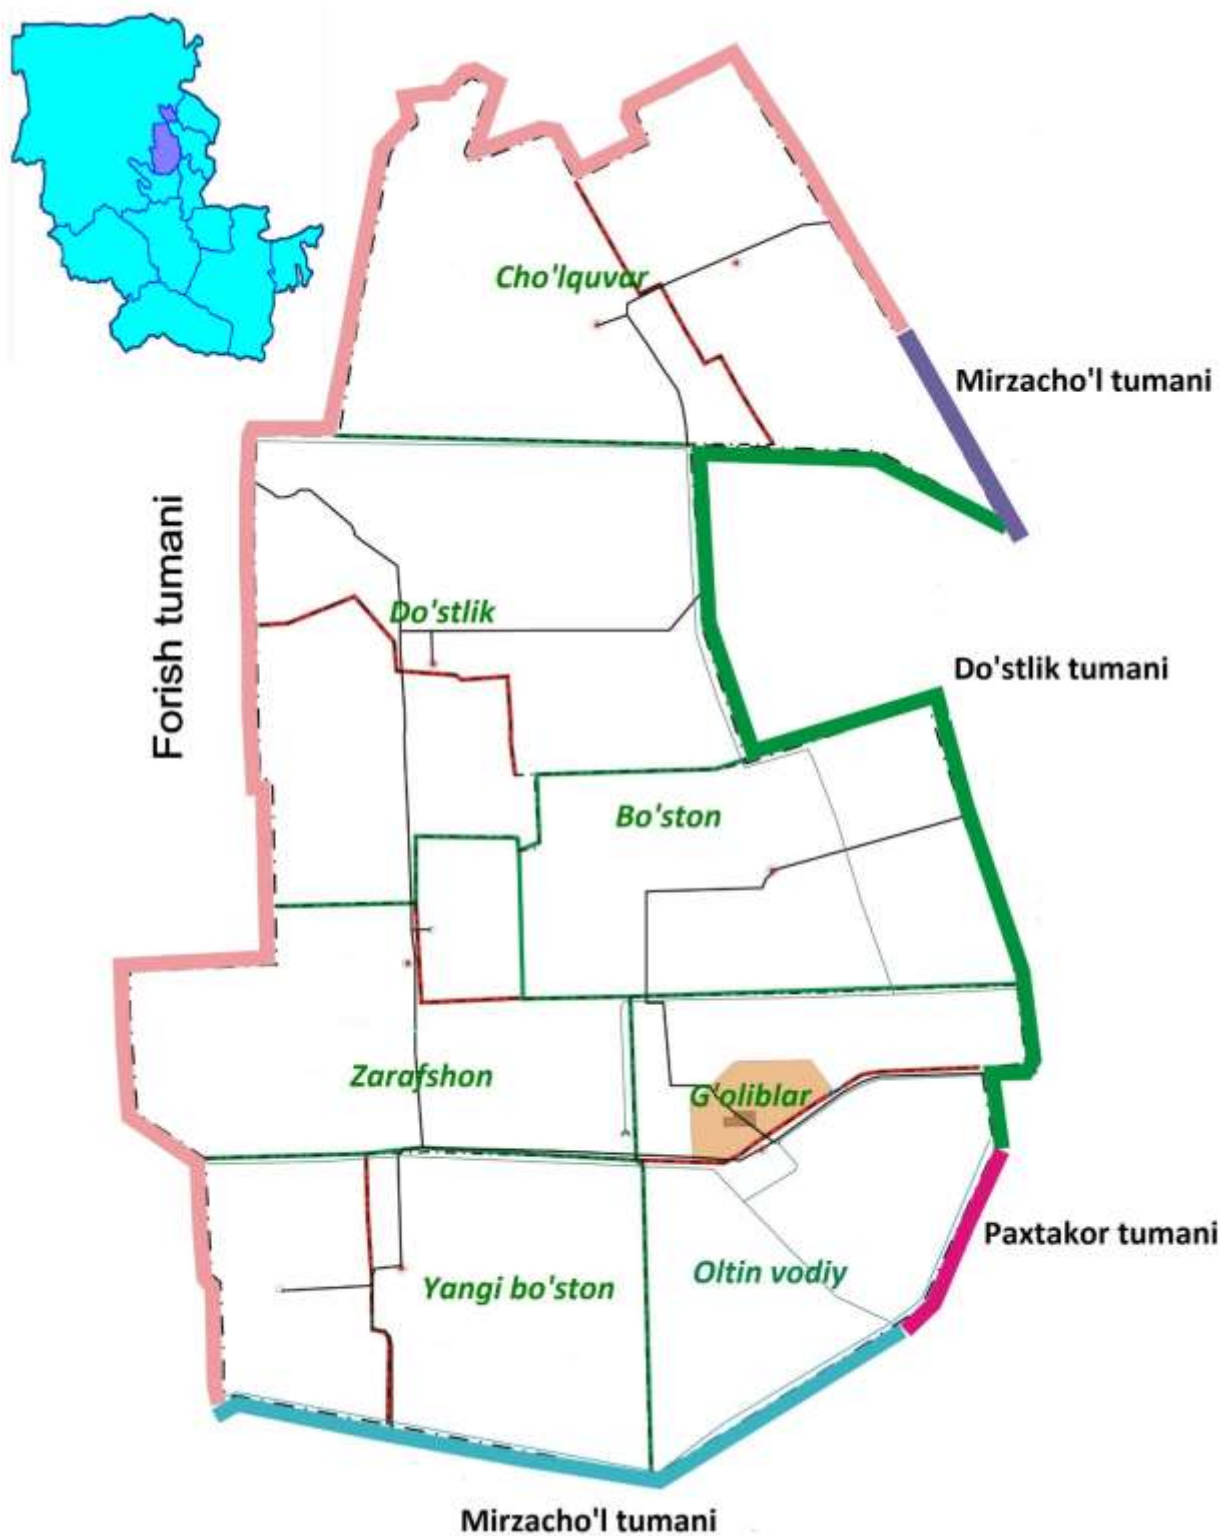 Cho'lquvar
Mirzacho'l tumani
Forish tumani
Do'stlik
Do'stlik tumani
Bo'ston
Zarafshon
G'oliblar
Paxtakor tumani
Oltin vodiy
Yangi bo'ston
Mirzacho'l tumani